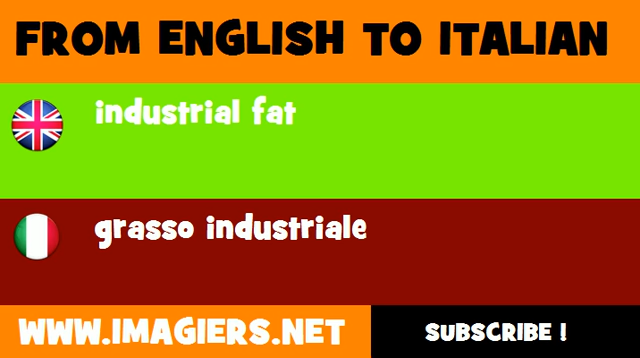 FROM ENGLISH TO ITALIAN
industrial fat
grasso industriale
WWW.IMAGIERS.NET
SUBSCRIBE !